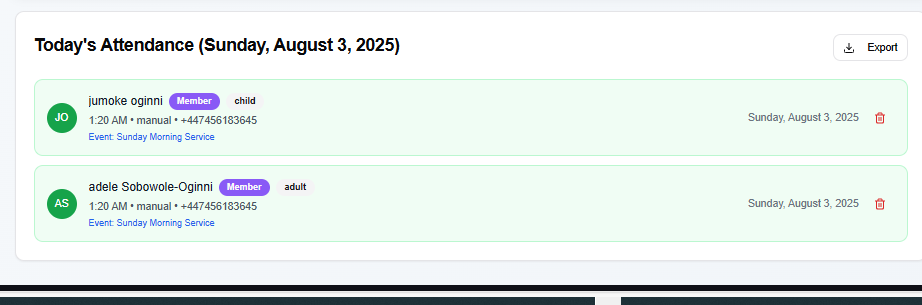 Today's Attendance (Sunday, August 3, 2025)
Export
JO
jumoke oginni Member child
1:20 AM • manual • +447456183645
Event: Sunday Morning Service
Sunday, August 3, 2025
AS
adele Sobowole-Oginni Member adult
1:20 AM • manual • +447456183645
Event: Sunday Morning Service
Sunday, August 3, 2025